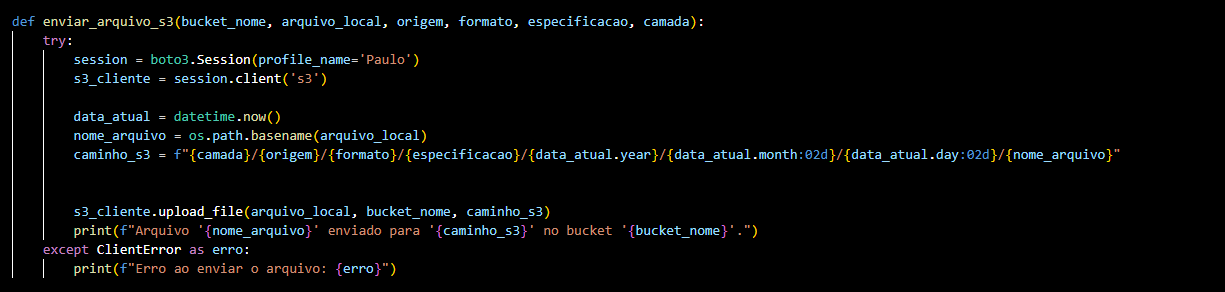 def enviar_arquivo_s3(bucket_nome, arquivo_local, origem, formato, especificacao, camada):
    try:
        session = boto3.Session(profile_name='Paulo')
        s3_cliente = session.client('s3')

        data_atual = datetime.now()
        nome_arquivo = os.path.basename(arquivo_local)
        caminho_s3 = f"{camada}/{origem}/{formato}/{especificacao}/{data_atual.year}/{data_atual.month:02d}/{data_atual.day:02d}/{nome_arquivo}"


        s3_cliente.upload_file(arquivo_local, bucket_nome, caminho_s3)
        print(f"Arquivo '{nome_arquivo}' enviado para '{caminho_s3}' no bucket '{bucket_nome}'.")
    except ClientError as erro:
        print(f"Erro ao enviar o arquivo: {erro}")